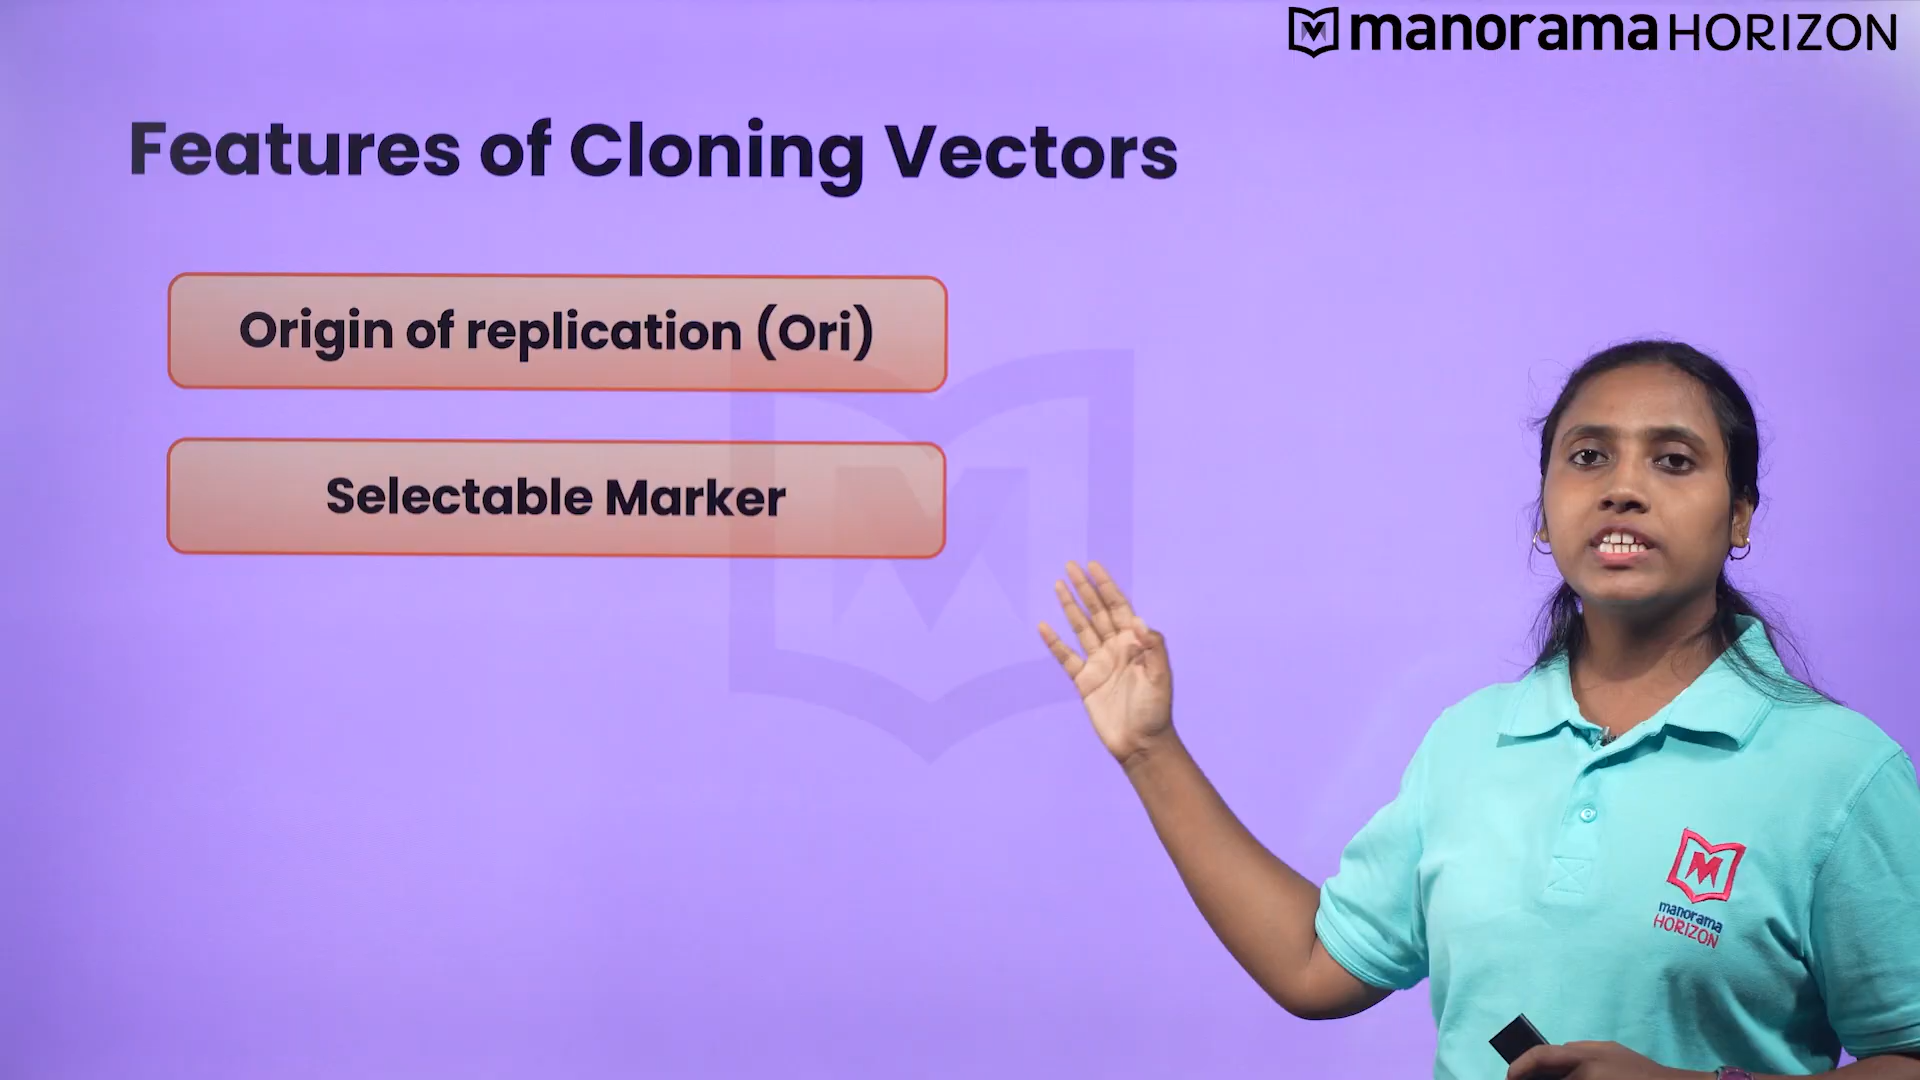 manorama HORIZON
Features of Cloning Vectors
Origin of replication (Ori)
Selectable Marker
manorama
HORIZON